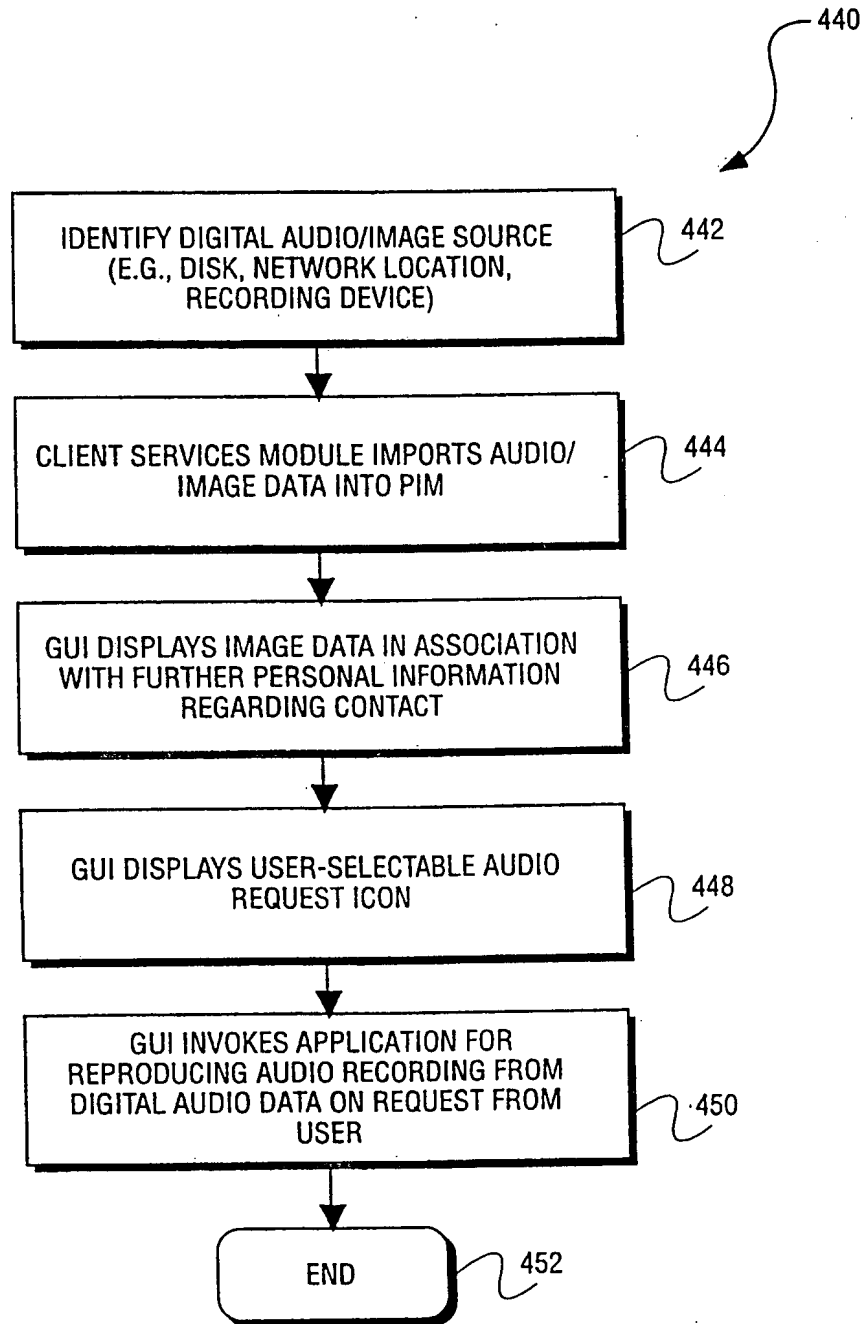 440
IDENTIFY DIGITAL AUDIO/IMAGE SOURCE
(E.G., DISK, NETWORK LOCATION,
RECORDING DEVICE)
442
CLIENT SERVICES MODULE IMPORTS AUDIO/
IMAGE DATA INTO PIM
444
GUI DISPLAYS IMAGE DATA IN ASSOCIATION
WITH FURTHER PERSONAL INFORMATION
REGARDING CONTACT
446
GUI DISPLAYS USER-SELECTABLE AUDIO
REQUEST ICON
448
GUI INVOKES APPLICATION FOR
REPRODUCING AUDIO RECORDING FROM
DIGITAL AUDIO DATA ON REQUEST FROM
USER
450
END
452